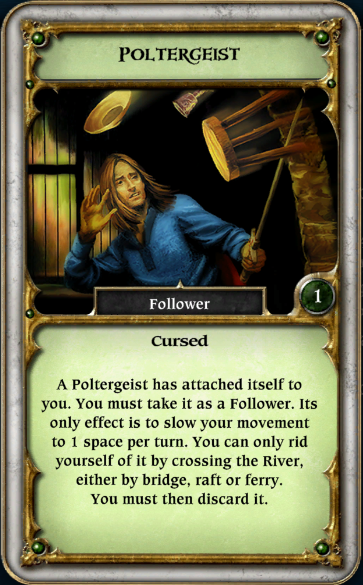 POLTERGEIST
Follower
1
Cursed
A Poltergeist has attached itself to
you. You must take it as a Follower. Its
only effect is to slow your movement
to 1 space per turn. You can only rid
yourself of it by crossing the River,
either by bridge, raft or ferry.
You must then discard it.